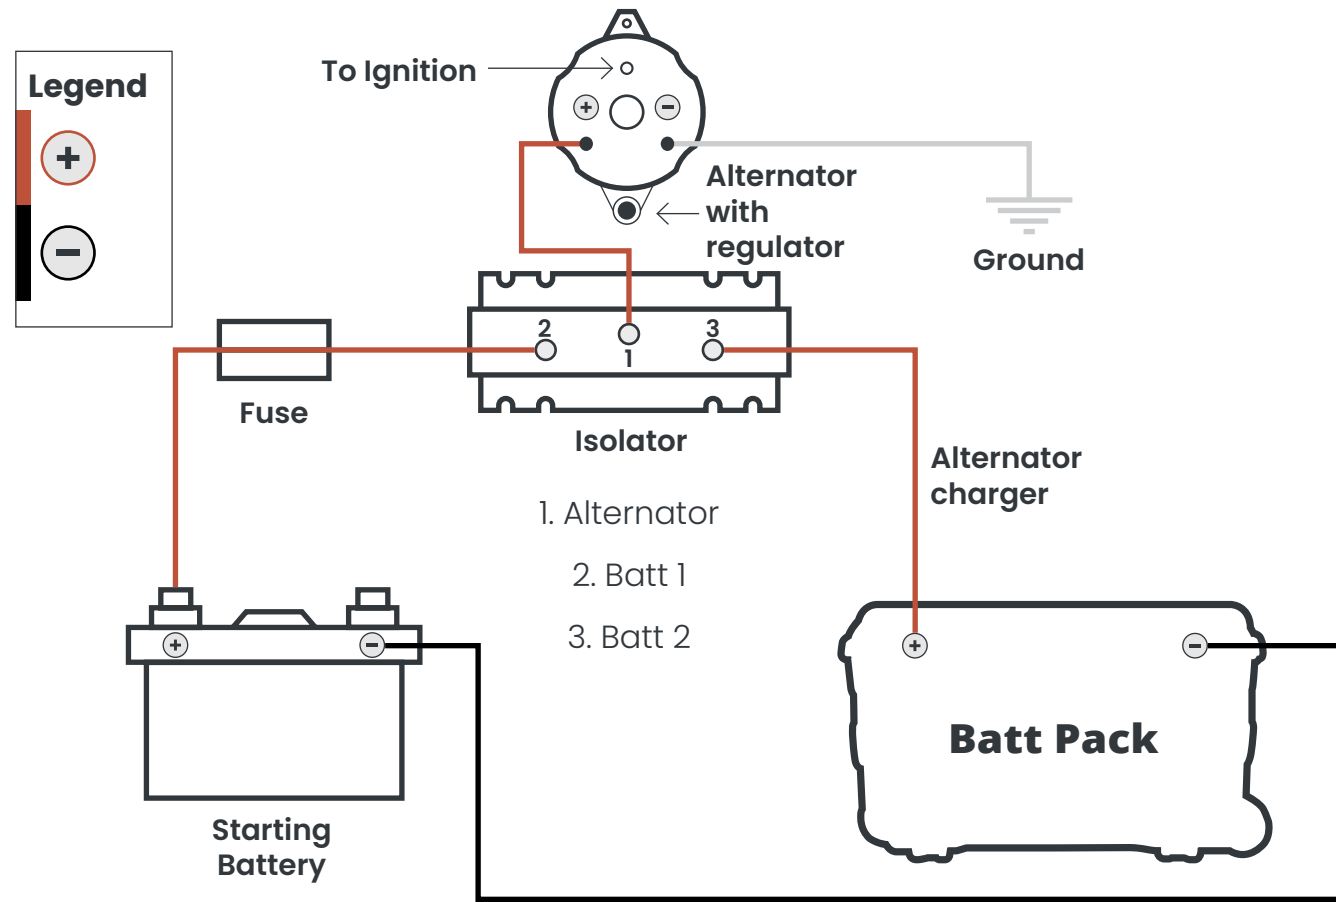 Legend
+
−
To Ignition
+ −
Alternator
with
regulator
Ground
2
1
3
Fuse
Isolator
1. Alternator
2. Batt 1
3. Batt 2
Alternator
charger
+ −
+ −
Batt Pack
Starting
Battery